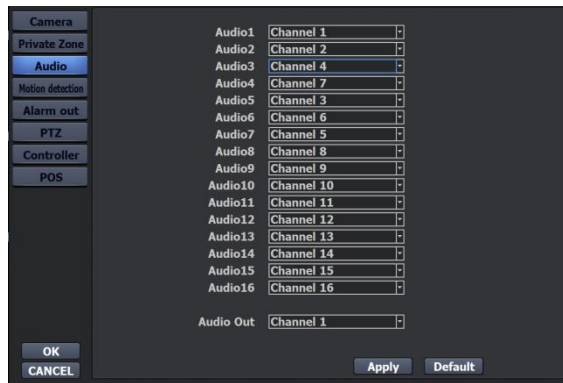 Camera
Private Zone
Audio
Motion detection
Alarm out
PTZ
Controller
POS
OK
CANCEL
Audio1 Channel 1
Audio2 Channel 2
Audio3 Channel 4
Audio4 Channel 7
Audio5 Channel 3
Audio6 Channel 6
Audio7 Channel 5
Audio8 Channel 8
Audio9 Channel 9
Audio10 Channel 10
Audio11 Channel 11
Audio12 Channel 12
Audio13 Channel 13
Audio14 Channel 14
Audio15 Channel 15
Audio16 Channel 16
Audio Out Channel 1
Apply Default